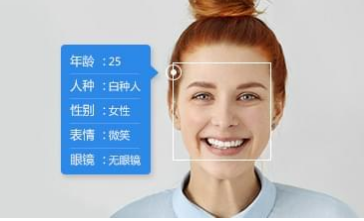 年龄 : 25
人种 : 白种人
性别 : 女性
表情 : 微笑
眼镜 : 无眼镜